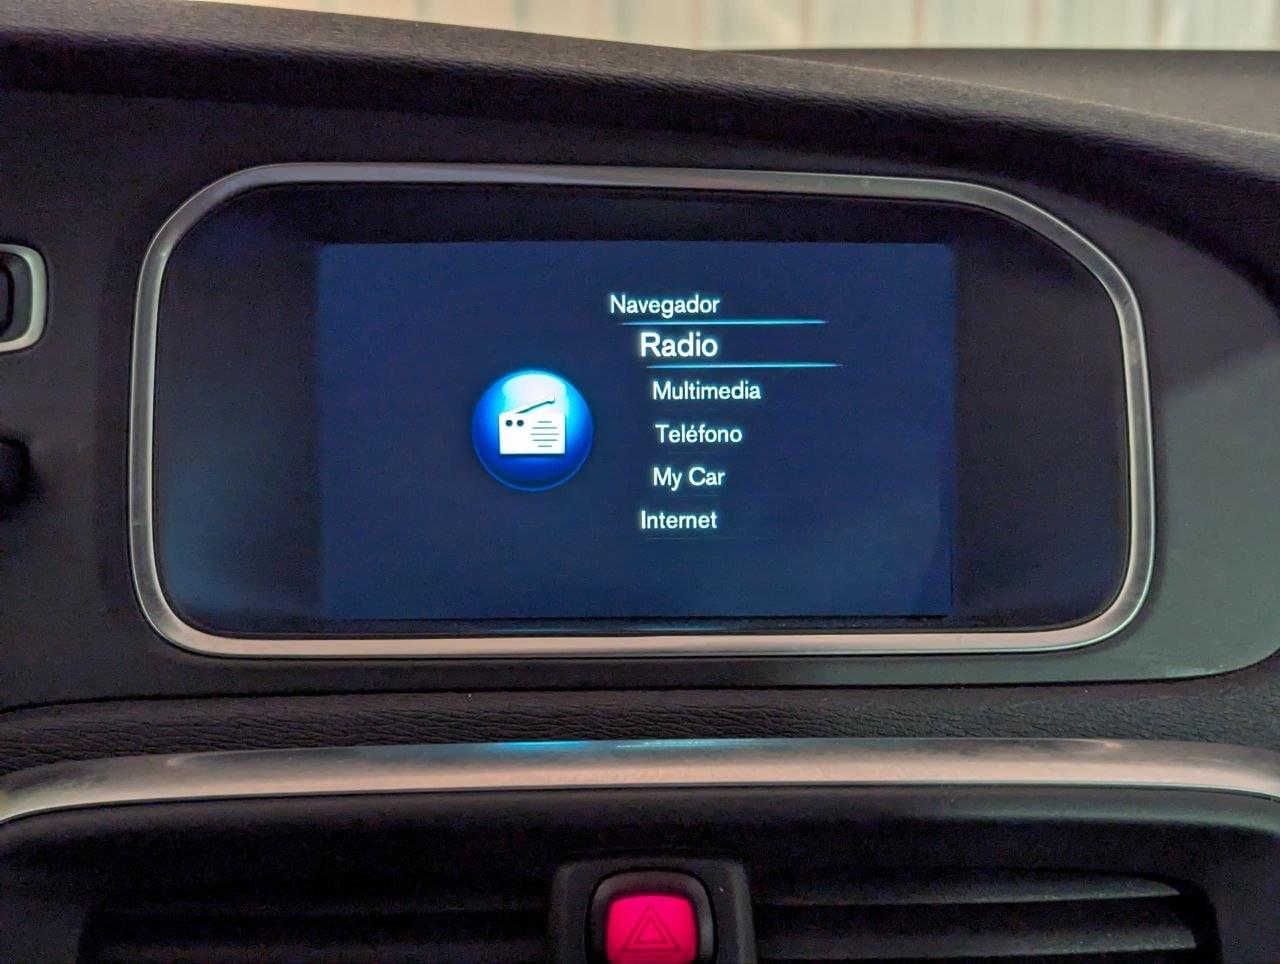 Navegador
Radio
Multimedia
Teléfono
My Car
Internet